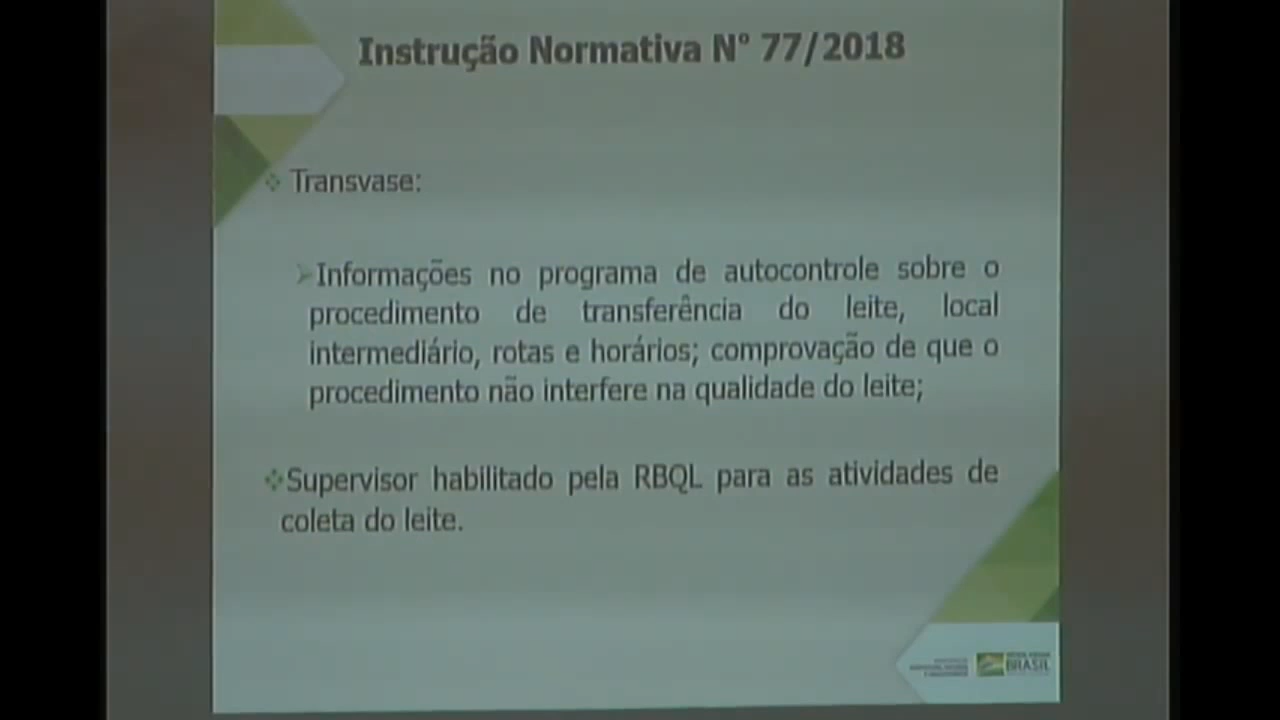 Instrução Normativa N° 77/2018
Transvase:
Informações no programa de autocontrole sobre o
procedimento de transferência do leite, local
intermediário, rotas e horários; comprovação de que o
procedimento não interfere na qualidade do leite;
Supervisor habilitado pela RBQL para as atividades de
coleta do leite.
BRASIL